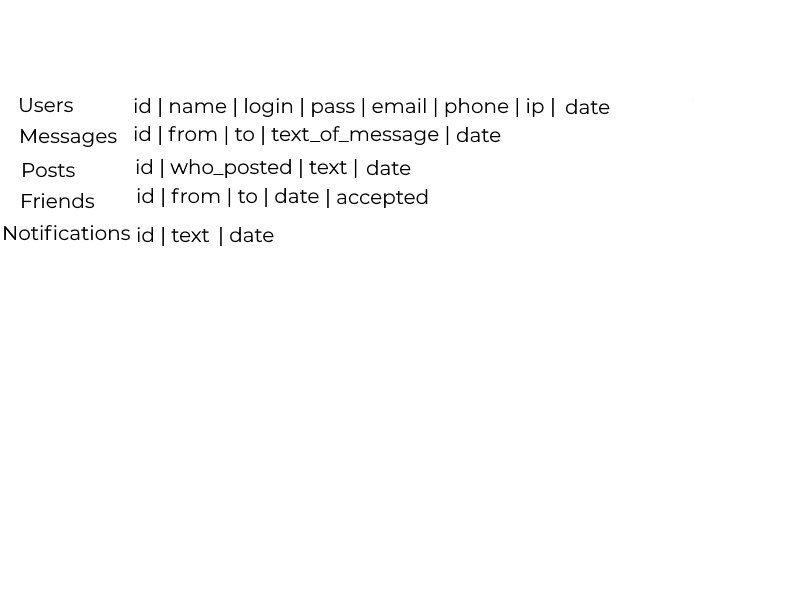 Users id | name | login | pass | email | phone | ip | date
Messages id | from | to | text_of_message | date
Posts id | who_posted | text | date
Friends id | from | to | date | accepted
Notifications id | text | date